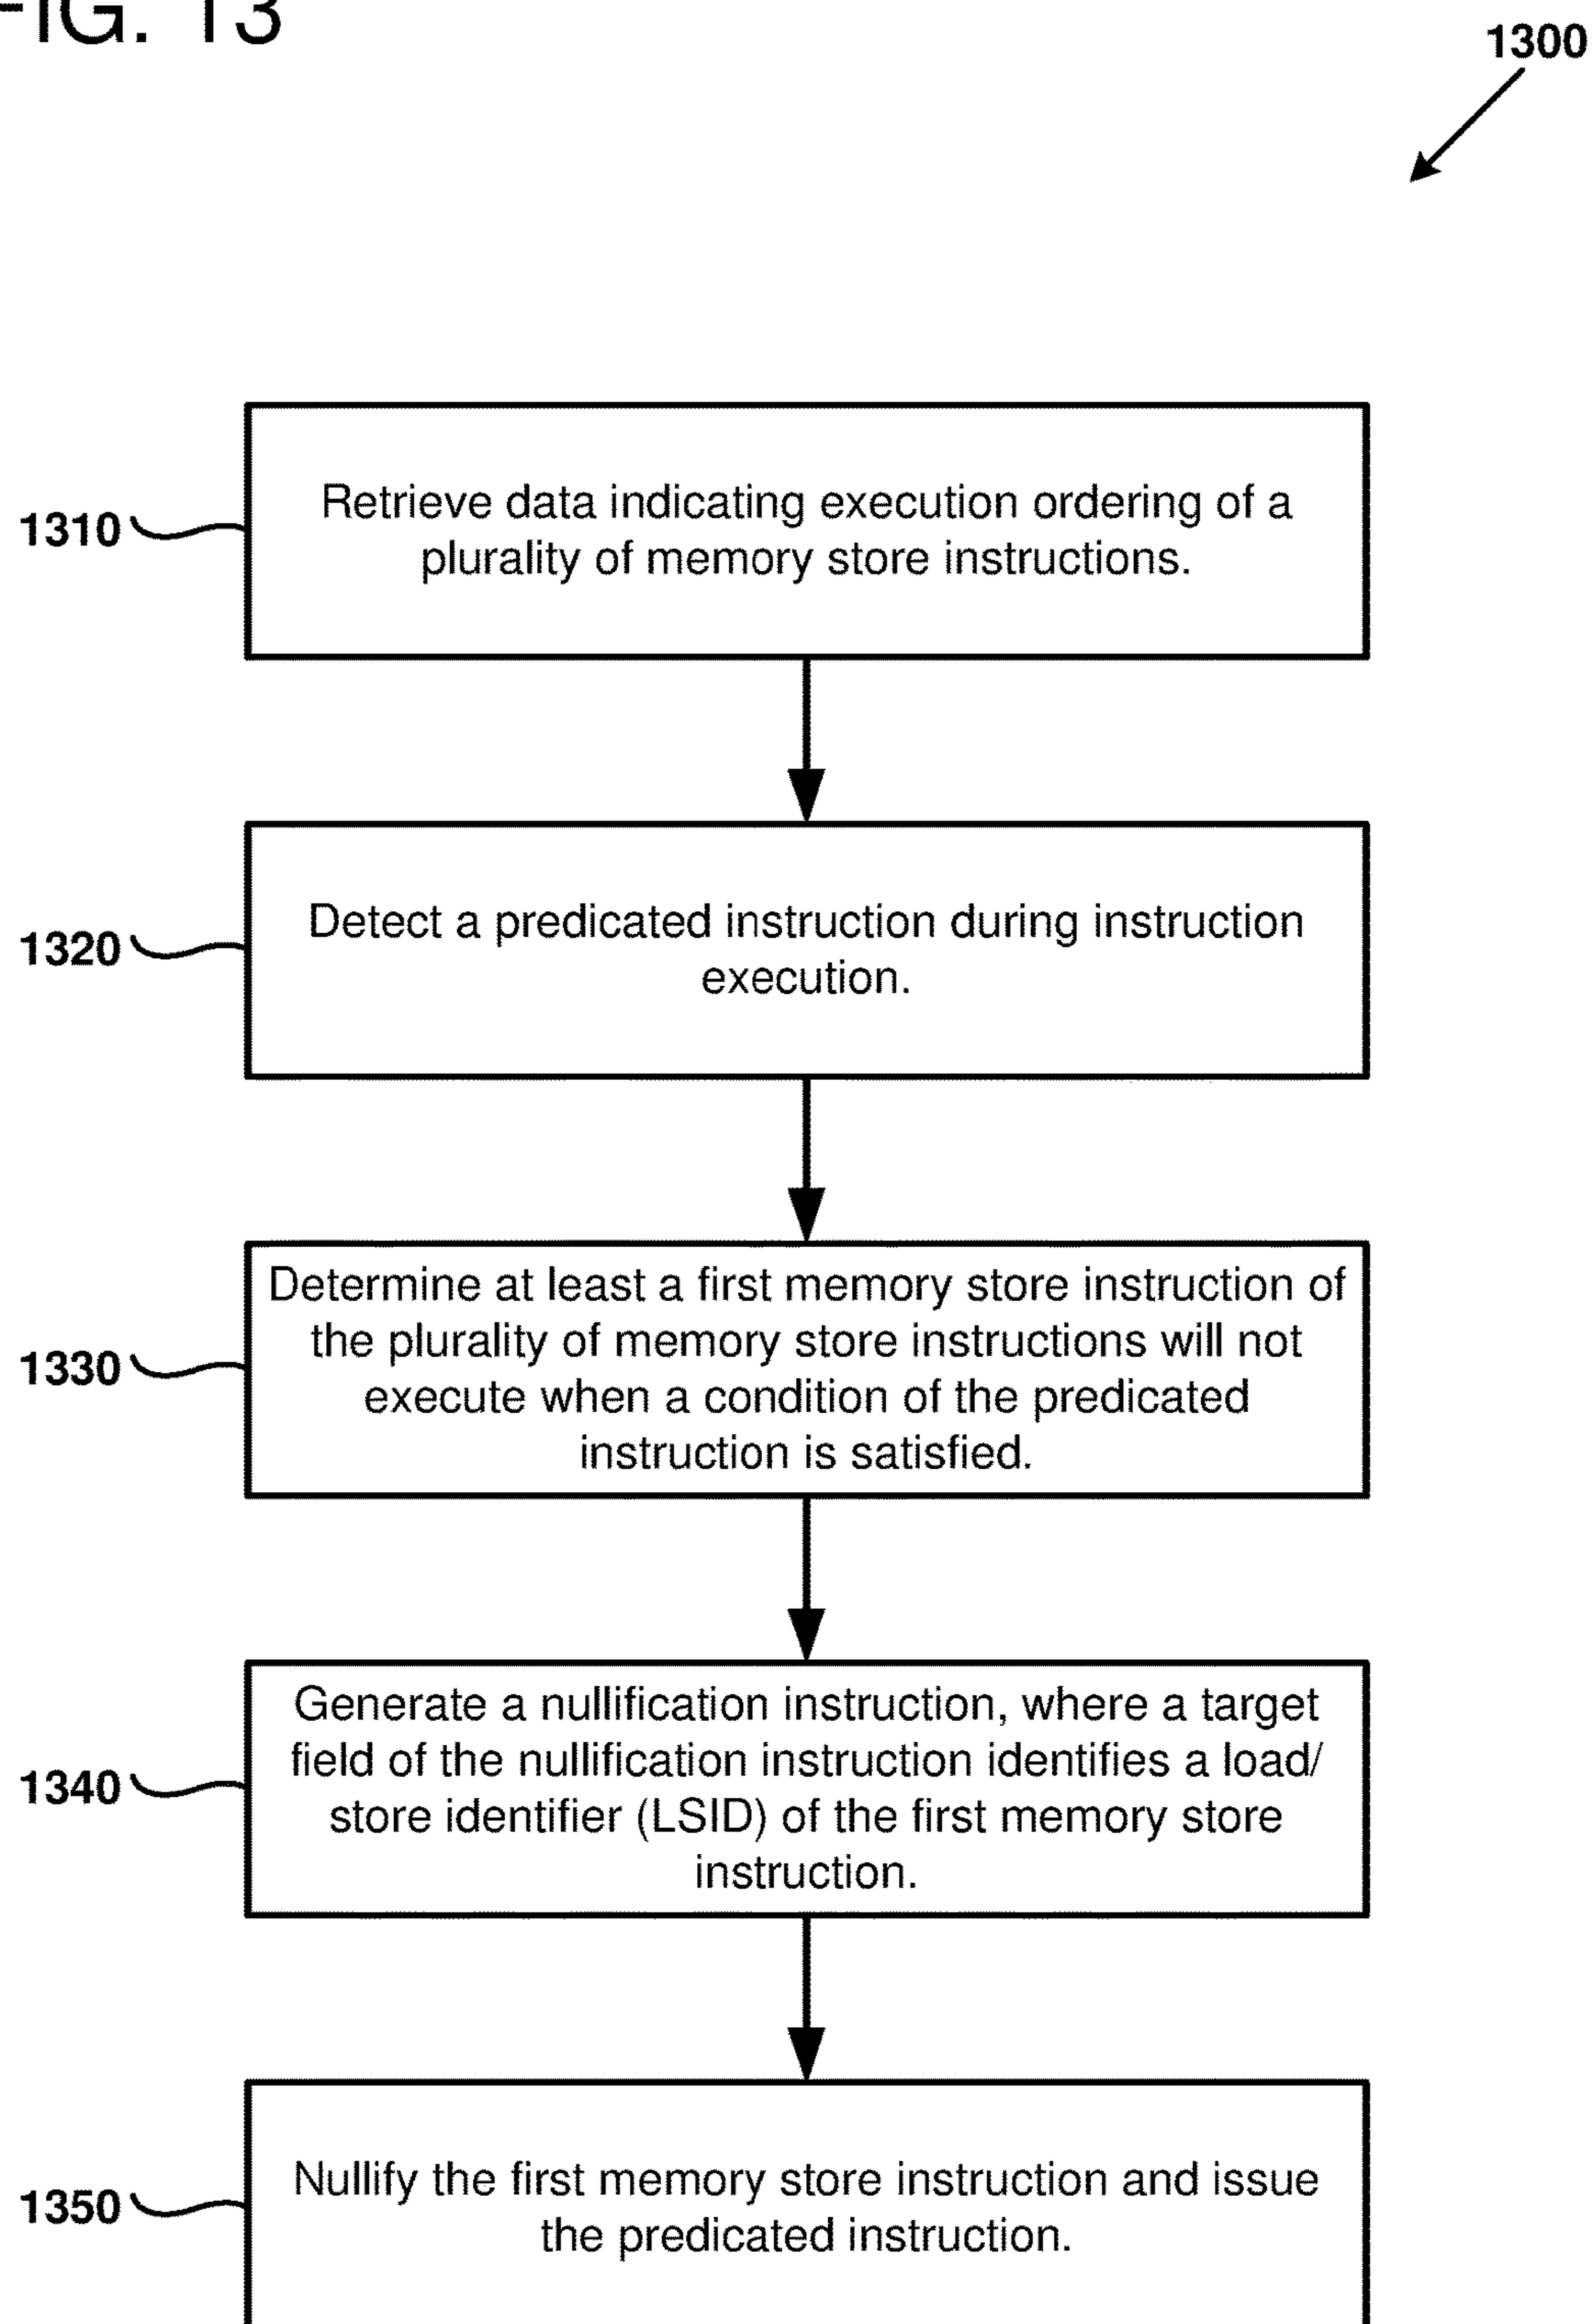 FIG. 13
1300
1310
Retrieve data indicating execution ordering of a
plurality of memory store instructions.
1320
Detect a predicated instruction during instruction
execution.
1330
Determine at least a first memory store instruction of
the plurality of memory store instructions will not
execute when a condition of the predicated
instruction is satisfied.
1340
Generate a nullification instruction, where a target
field of the nullification instruction identifies a load/
store identifier (LSID) of the first memory store
instruction.
1350
Nullify the first memory store instruction and issue
the predicated instruction.